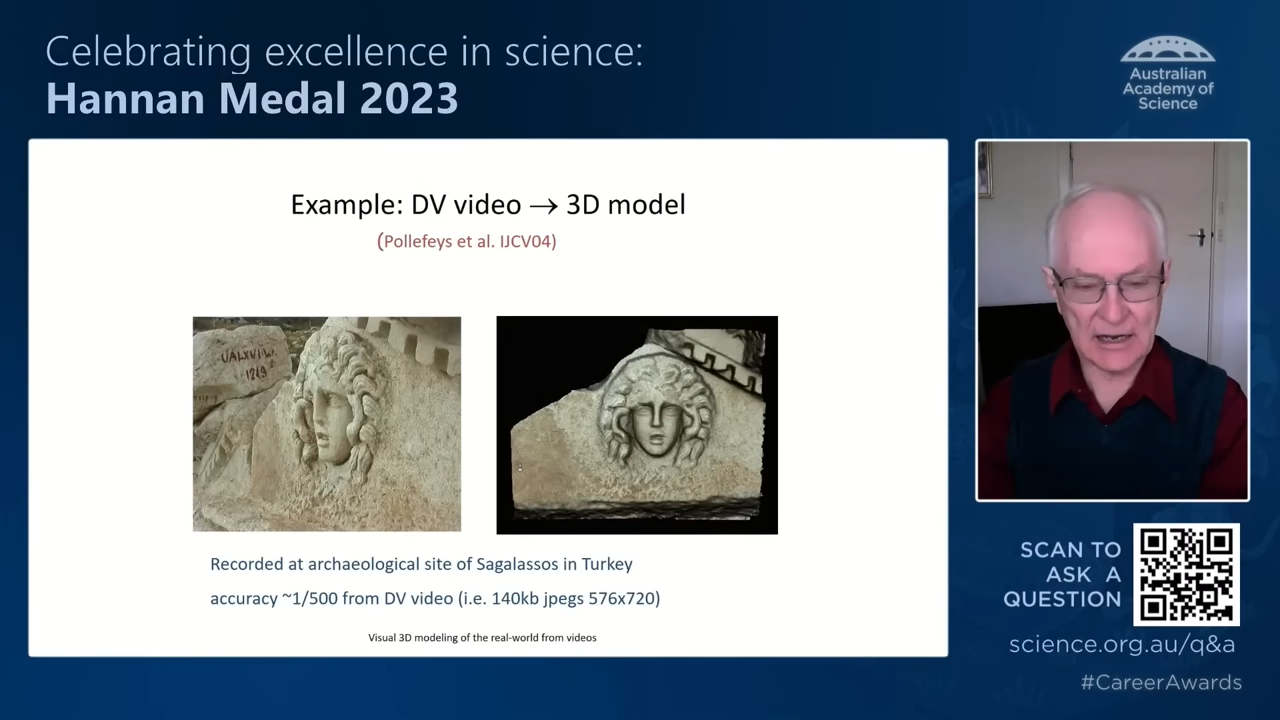 Celebrating excellence in science:
Hannan Medal 2023
Australian
Academy of
Science
Example: DV video → 3D model
(Pollefeys et al. IJCV04)
1219
Recorded at archaeological site of Sagalassos in Turkey
accuracy ~1/500 from DV video (i.e. 140kb jpegs 576x720)
Visual 3D modeling of the real-world from videos
SCAN TO
ASK A
QUESTION
science.org.au/q&a
#CareerAwards